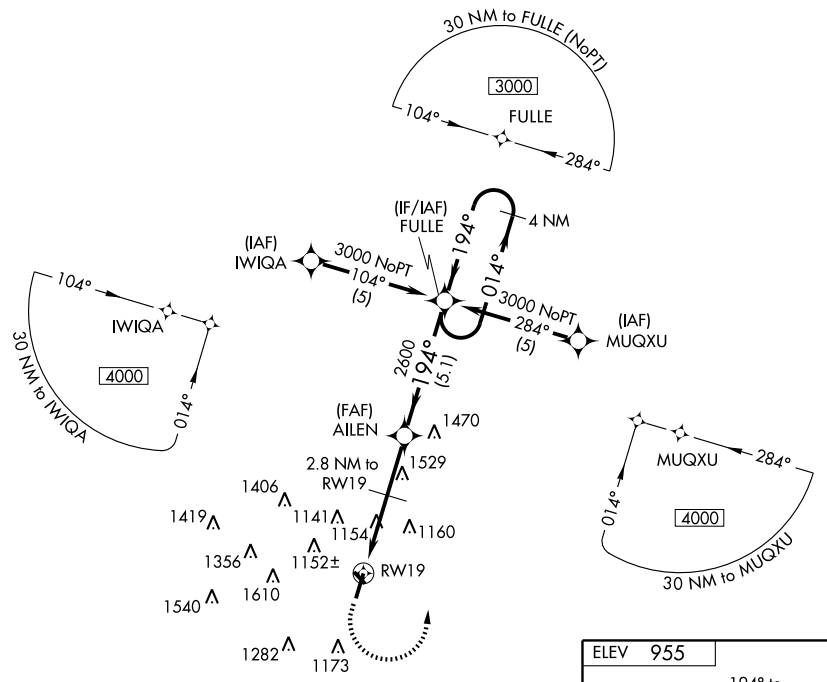 30 NM to FULLE (NoPT)
3000
FULLE
104°
284°
(IF/IAF)
FULLE
194°
4 NM
014°
(IAF)
IWIQA
3000 NoPT
104°
(5)
3000 NoPT
284°
(5)
(IAF)
MUQXU
104°
IWIQA
4000
014°
30 NM to IWIQA
2600
194°
(5.1)
(FAF)
AILEN
1470
MUQXU
284°
014°
4000
30 NM to MUQXU
2.8 NM to
RW19
1529
1406
1419
1141
1154
1160
1356
1152±
RW19
1610
1540
1282
1173
ELEV 955
194° to